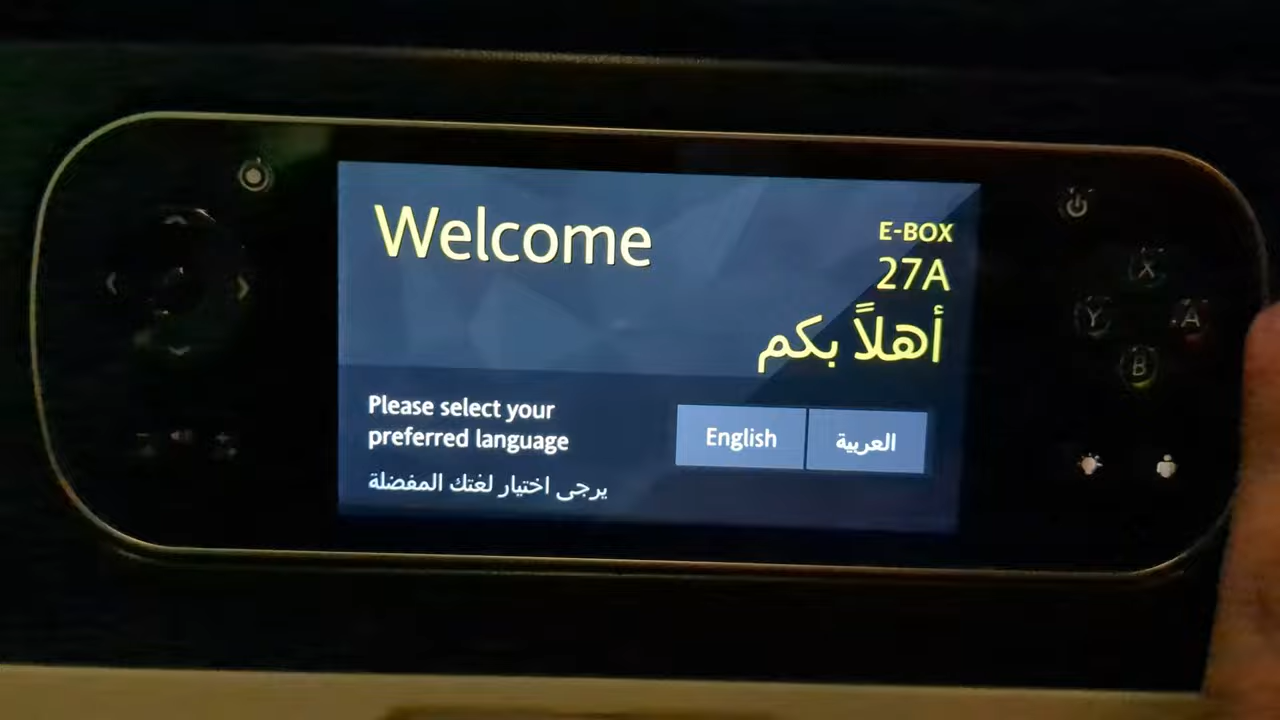 Welcome
E-BOX
27A
أهلاً بكم
Please select your
preferred language
يرجى اختيار لغتك المفضلة
English
العربية
X
Y
A
B